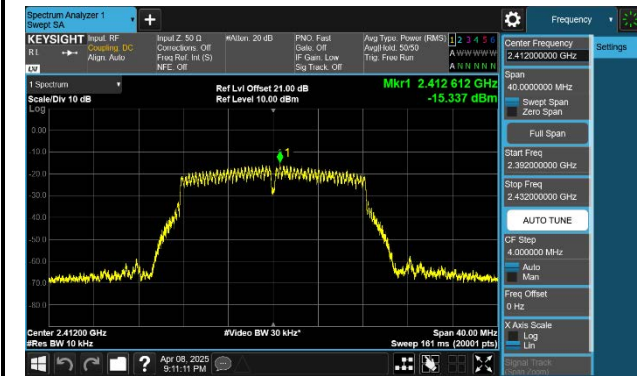 Spectrum Analyzer 1
Swept SA
+
Frequency
KEYSIGHT
R L
LW
Input: RF
Coupling: DC
Align: Auto
Input Z: 50 Ω
Corrections: Off
Freq Ref: Int (S)
NFE: Off
#Atten: 20 dB
PNO: Fast
Gate: Off
IF Gain: Low
Sig Track: Off
Avg Type: Power (RMS)
Avg|Hold: 50/50
Trig: Free Run
1 2 3 4 5 6
A W W W W W
A N N N N N
1 Spectrum
Scale/Div 10 dB
Log
Ref Lvl Offset 21.00 dB
Ref Level 10.00 dBm
Mkr1 2.412 612 GHz
-15.337 dBm
1
0.00
-10.0
-20.0
-30.0
-40.0
-50.0
-60.0
-70.0
-80.0
Center 2.41200 GHz
#Res BW 10 kHz
#Video BW 30 kHz*
Span 40.00 MHz
Sweep 161 ms (20001 pts)
?
Apr 08, 2025
9:11:11 PM
Center Frequency
2.412000000 GHz
Settings
Span
40.0000000 MHz
Swept Span
Zero Span
Full Span
Start Freq
2.392000000 GHz
Stop Freq
2.432000000 GHz
AUTO TUNE
CF Step
4.000000 MHz
Auto
Man
Freq Offset
0 Hz
X Axis Scale
Log
Lin
Signal Track
(Span Zoom)